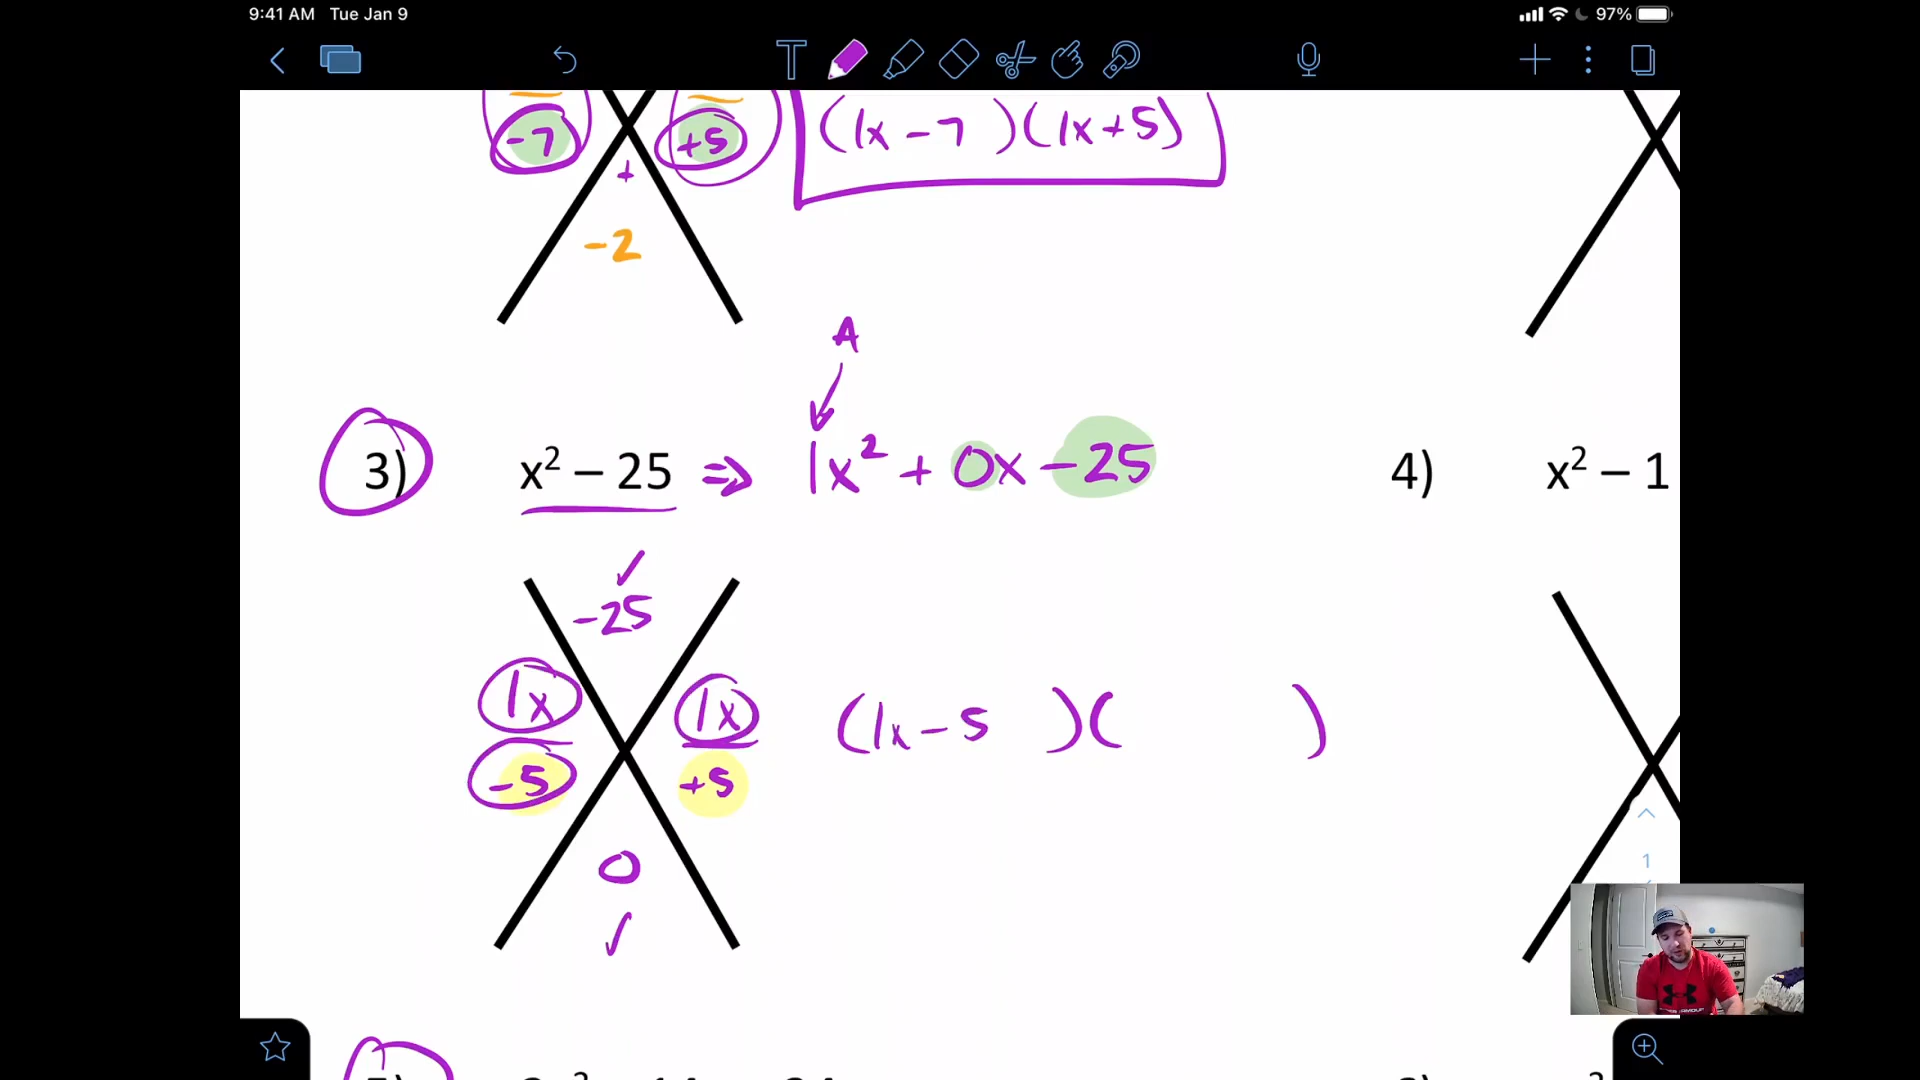 9:41 AM Tue Jan 9
97%
T
-7 +5 (1x - 7)(1x + 5)
+
-2
A
3) x² – 25 ⇒ 1x² + 0x - 25
4) x² – 1
✓
-25
1x 1x (1x - 5 )( )
-5 +5
0
✓
1